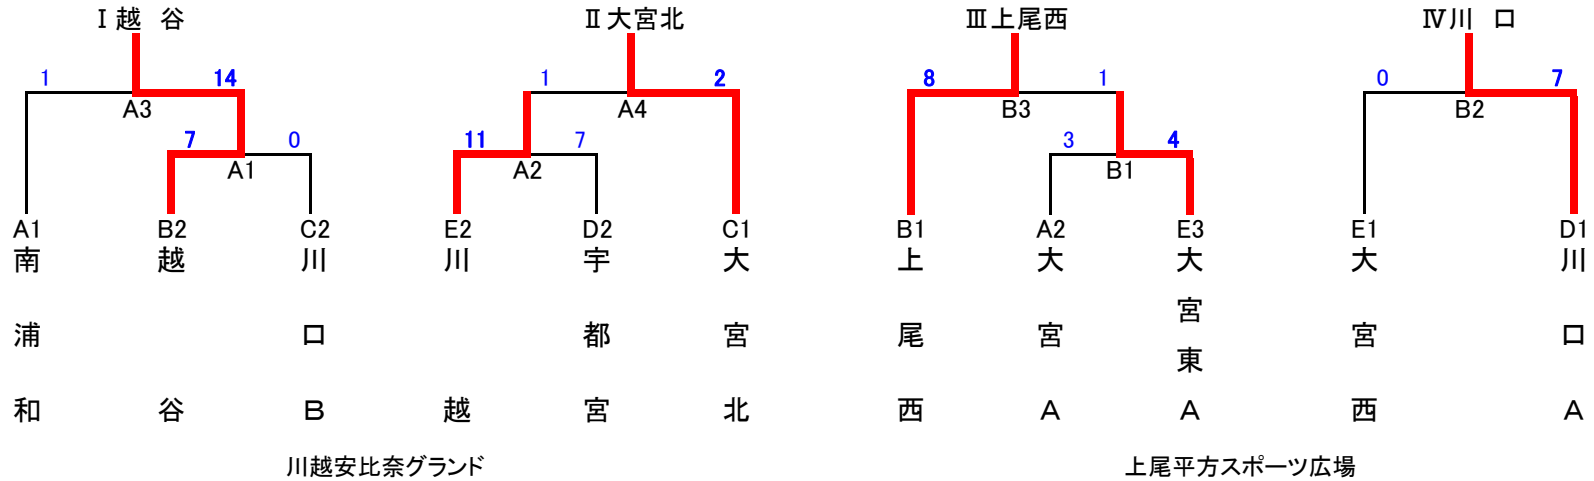 Ⅰ越　谷
Ⅱ大宮北
Ⅲ上尾西
Ⅳ川　口
1 14 1 2 8 1 0 7
A3 A4 B3 B2
7 0 11 7 3 4
A1 A2 B1
A1 B2 C2 E2 D2 C1 B1 A2 E3 E1 D1
南浦和
越谷
川口B
川越
宇都宮
大宮北
上尾西
大宮A
大宮東A
大宮西
川口A
川越安比奈グランド
上尾平方スポーツ広場